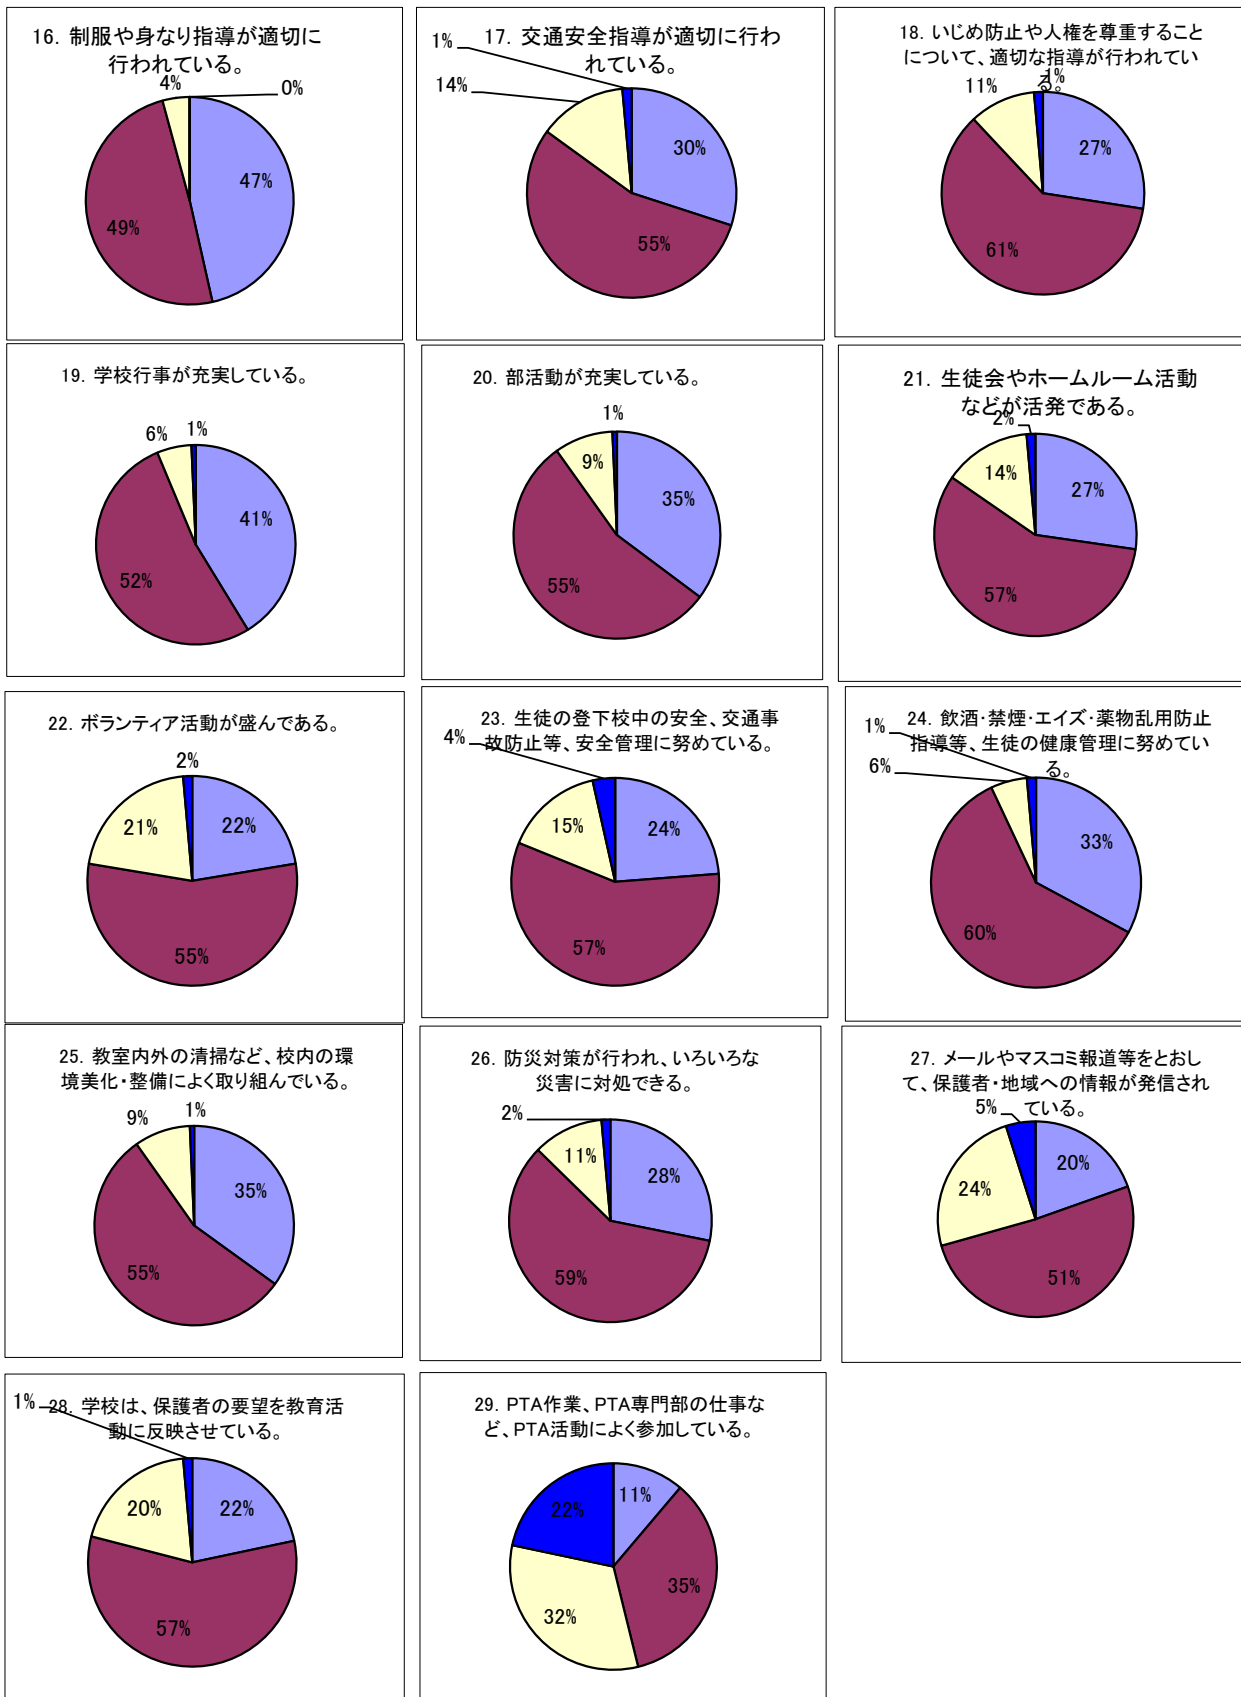 16. 制服や身なり指導が適切に
行われている。
4%
0%
47%
49%
17. 交通安全指導が適切に行わ
れている。
1%
14%
30%
55%
18. いじめ防止や人権を尊重すること
について、適切な指導が行われてい
る。
1%
11%
27%
61%
19. 学校行事が充実している。
6%
1%
41%
52%
20. 部活動が充実している。
1%
9%
35%
55%
21. 生徒会やホームルーム活動
などが活発である。
2%
14%
27%
57%
22. ボランティア活動が盛んである。
2%
21%
22%
55%
23. 生徒の登下校中の安全、交通事
故防止等、安全管理に努めている。
4%
15%
24%
57%
24. 飲酒・禁煙・エイズ・薬物乱用防止
指導等、生徒の健康管理に努めてい
る。
1%
6%
33%
60%
25. 教室内外の清掃など、校内の環
境美化・整備によく取り組んでいる。
9%
1%
35%
55%
26. 防災対策が行われ、いろいろな
災害に対処できる。
2%
11%
28%
59%
27. メールやマスコミ報道等をとおし
て、保護者・地域への情報が発信され
ている。
5%
20%
24%
51%
28. 学校は、保護者の要望を教育活
動に反映させている。
1%
20%
22%
57%
29. PTA作業、PTA専門部の仕事な
ど、PTA活動によく参加している。
11%
22%
35%
32%